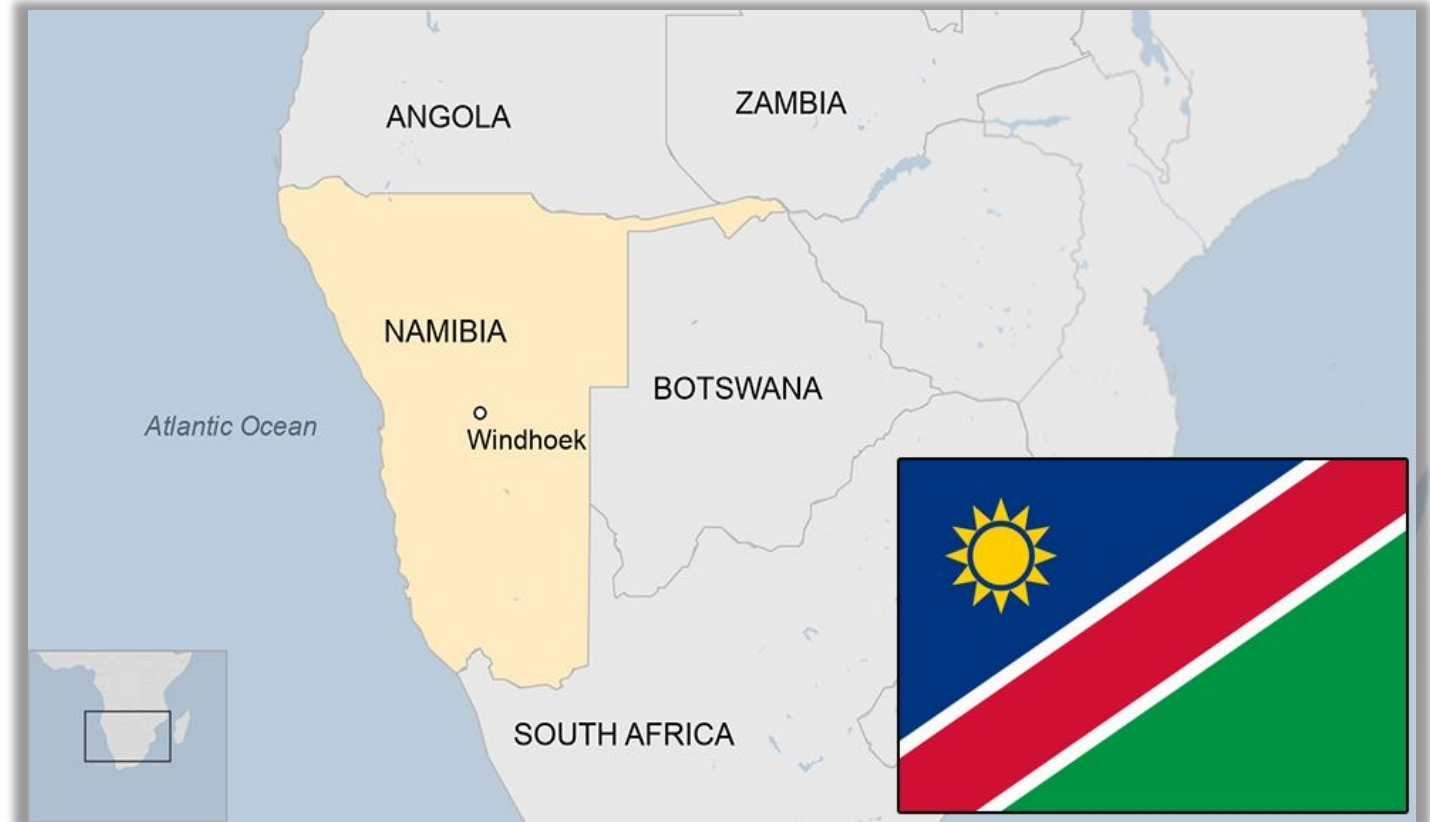 ANGOLA
ZAMBIA
NAMIBIA
BOTSWANA
Atlantic Ocean
Windhoek
SOUTH AFRICA